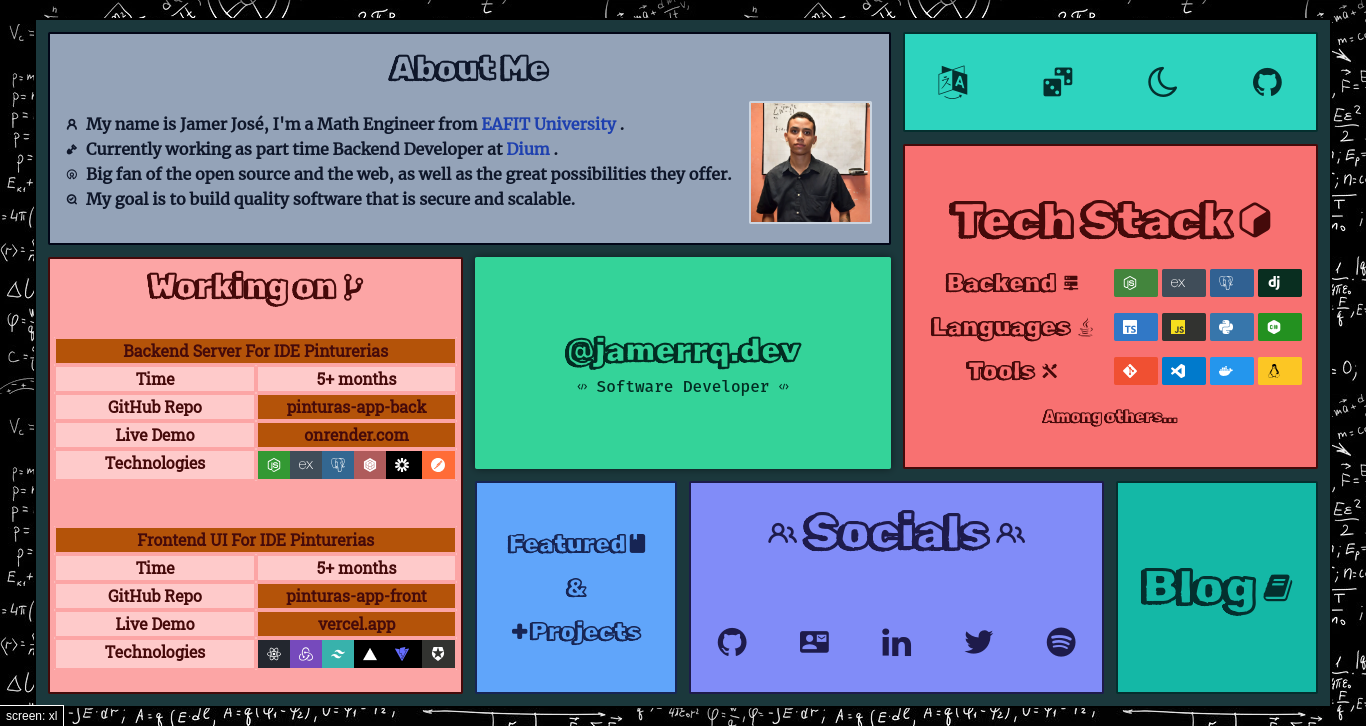 About Me
My name is Jamer José, I'm a Math Engineer from EAFIT University .
Currently working as part time Backend Developer at Dium .
Big fan of the open source and the web, as well as the great possibilities they offer.
My goal is to build quality software that is secure and scalable.
Tech Stack
Backend
ex
dj
Languages
TS
JS
Tools
Among others...
Working on
Backend Server For IDE Pinturerias
Time
5+ months
GitHub Repo
pinturas-app-back
Live Demo
onrender.com
Technologies
ex
Frontend UI For IDE Pinturerias
Time
5+ months
GitHub Repo
pinturas-app-front
Live Demo
vercel.app
Technologies
@jamerrq.dev
Software Developer
Featured
&
+Projects
Socials
in
Blog
screen: xl